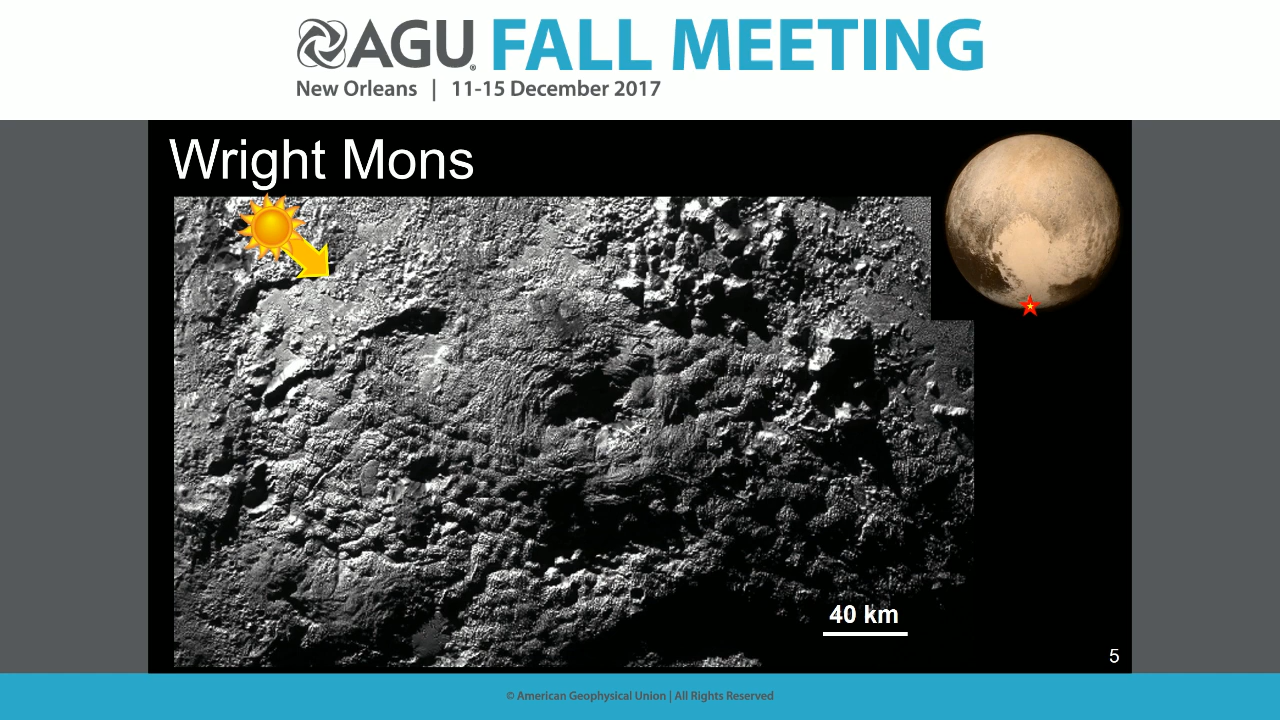 AGU FALL MEETING
New Orleans | 11-15 December 2017
Wright Mons
40 km
5
© American Geophysical Union | All Rights Reserved